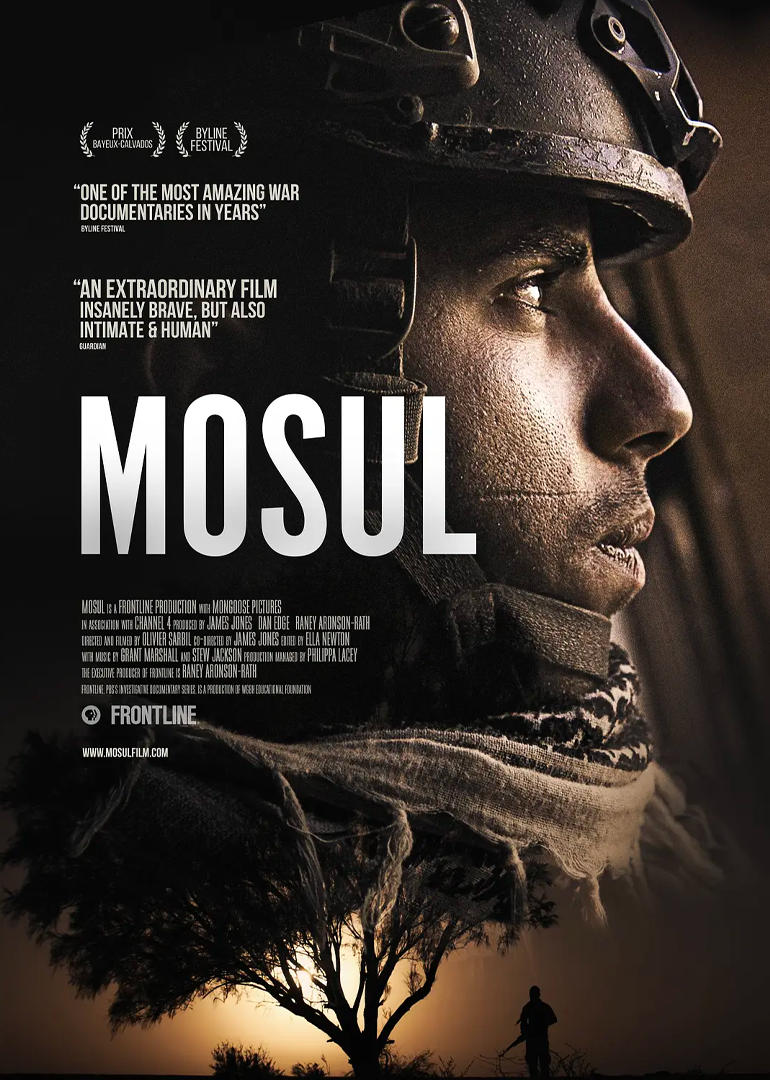 PRIX
BAYEUX-CALVADOS
BYLINE
FESTIVAL
“ONE OF THE MOST AMAZING WAR
DOCUMENTARIES IN YEARS”
BYLINE FESTIVAL
“AN EXTRAORDINARY FILM
INSANELY BRAVE, BUT ALSO
INTIMATE & HUMAN”
GUARDIAN
MOSUL
MOSUL IS A FRONTLINE PRODUCTION WITH MONGOOSE PICTURES
IN ASSOCIATION WITH CHANNEL 4 PRODUCED BY JAMES JONES DAN EDGE RANEY ARONSON-RATH
DIRECTED AND FILMED BY OLIVIER SARBIL CO-DIRECTED BY JAMES JONES EDITED BY ELLA NEWTON
WITH MUSIC BY GRANT MARSHALL AND STEW JACKSON PRODUCTION MANAGED BY PHILIPPA LACEY
THE EXECUTIVE PRODUCER OF FRONTLINE IS RANEY ARONSON-RATH
FRONTLINE, PBS'S INVESTIGATIVE DOCUMENTARY SERIES, IS A PRODUCTION OF WGBH EDUCATIONAL FOUNDATION
FRONTLINE
WWW.MOSULFILM.COM